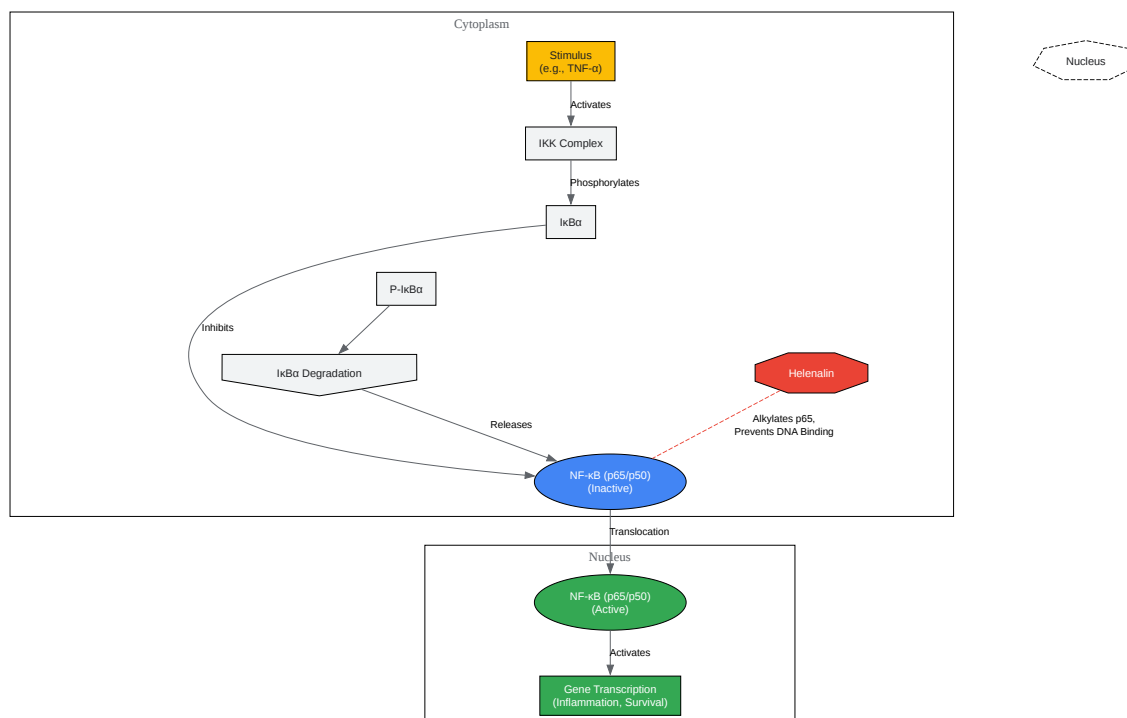 Cytoplasm
Stimulus
(e.g., TNF-α)
Nucleus
Activates
IKK Complex
Phosphorylates
IκBα
P-IκBα
Inhibits
IκBα Degradation
Helenalin
Alkylates p65,
Prevents DNA Binding
Releases
NF-κB (p65/p50)
(Inactive)
Translocation
Nucleus
NF-κB (p65/p50)
(Active)
Activates
Gene Transcription
(Inflammation, Survival)